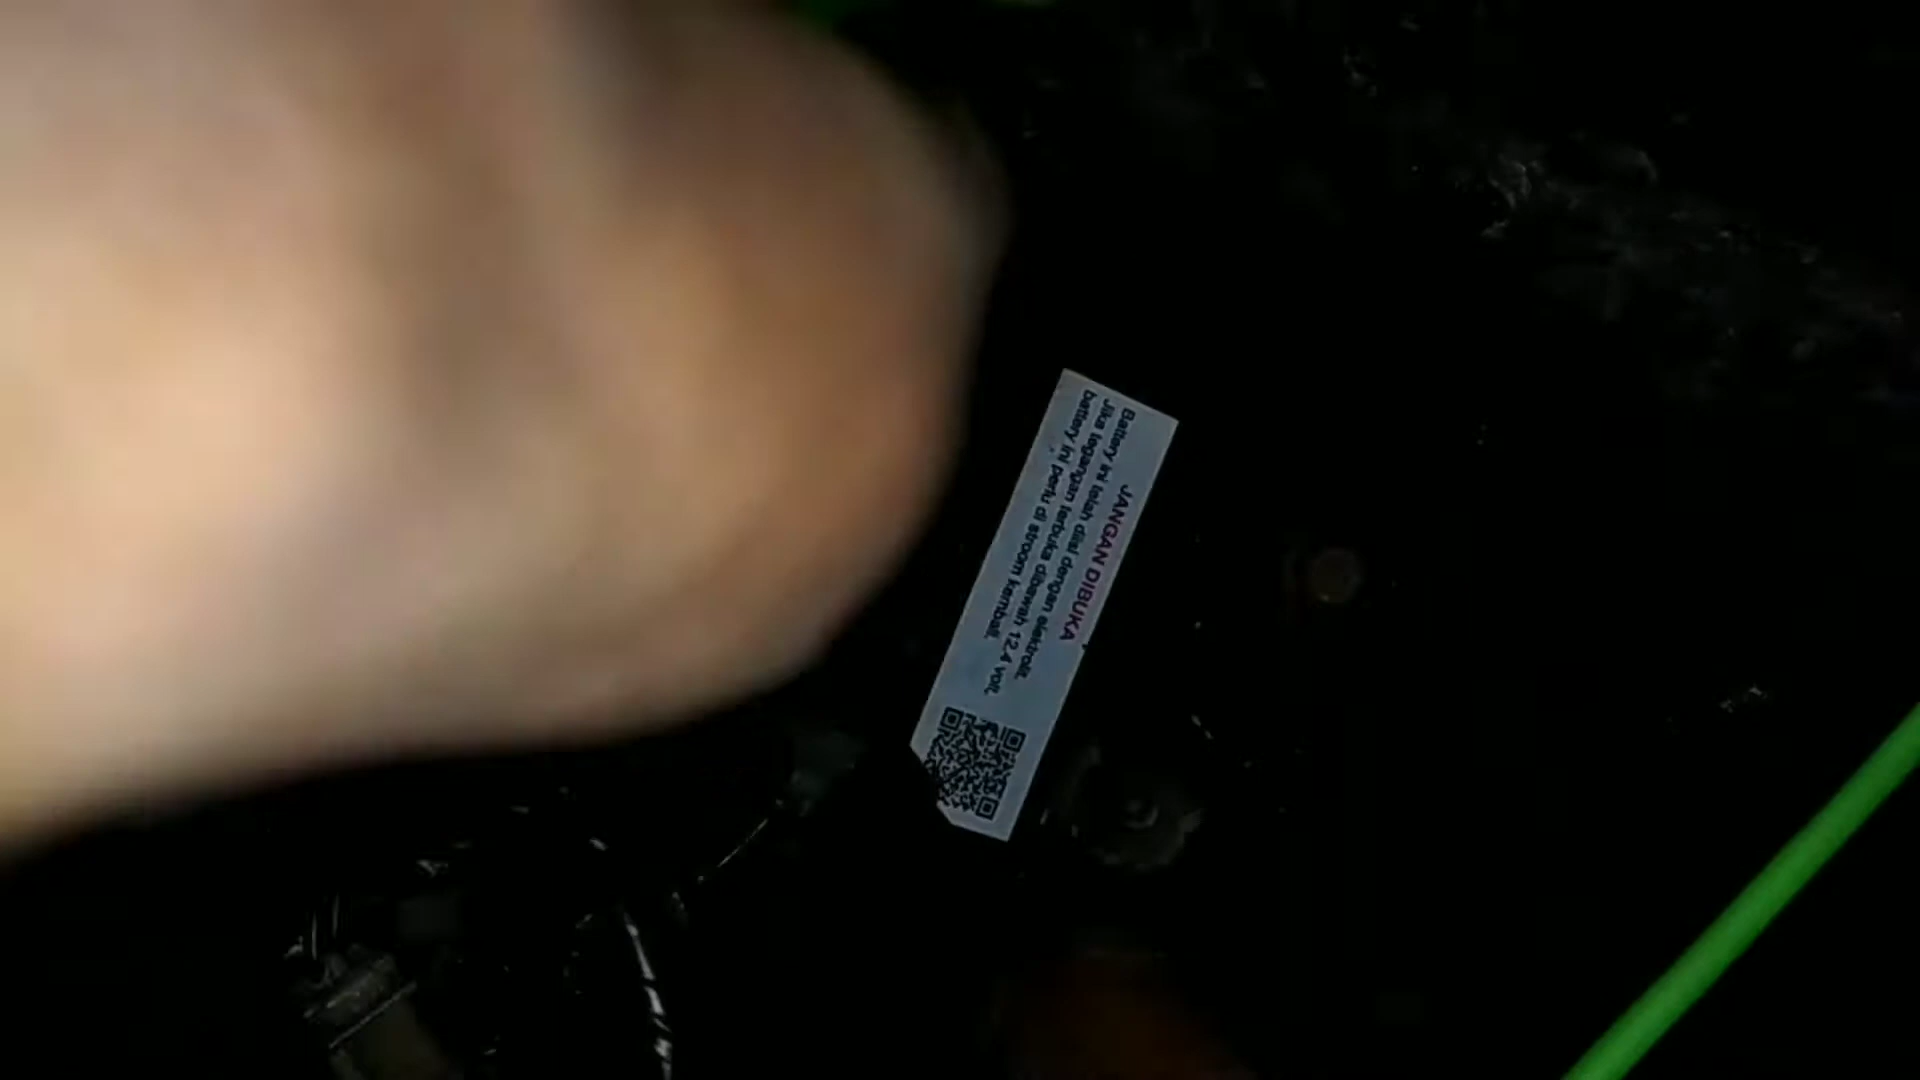 JANGAN DIBUKA
Battery ini telah diisi dengan elektrolit.
Jika tegangan terbuka dibawah 12.4 volt,
battery ini perlu di stroom kembali.